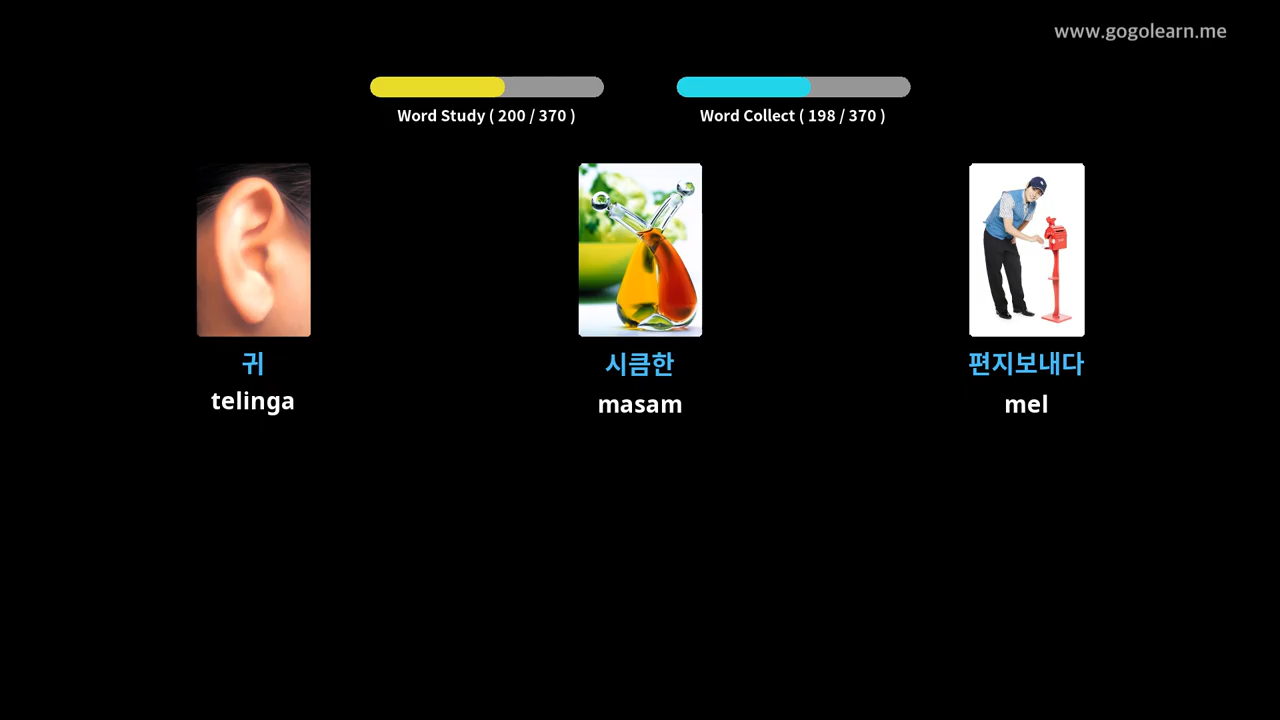 www.gogolearn.me
Word Study ( 200 / 370 )
Word Collect ( 198 / 370 )
귀
시큼한
편지보내다
telinga
masam
mel